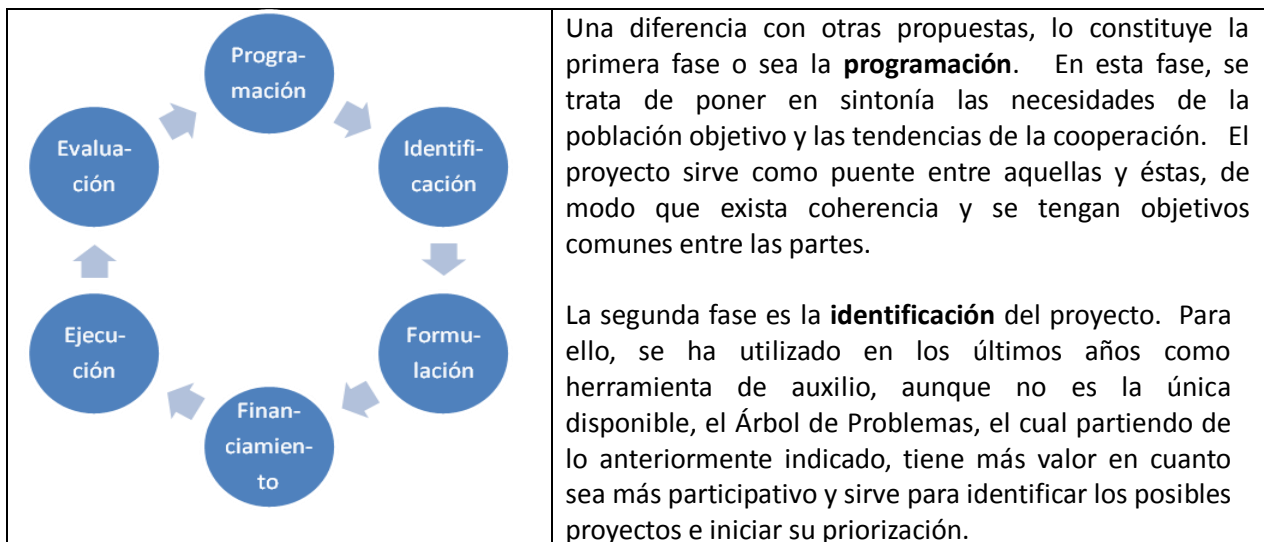 Progra-
mación
Identifi-
cación
Formu-
lación
Finan-
ciamien-
to
Ejecu-
ción
Evalua-
ción
Una diferencia con otras propuestas, lo constituye la
primera fase o sea la programación. En esta fase, se
trata de poner en sintonía las necesidades de la
población objetivo y las tendencias de la cooperación. El
proyecto sirve como puente entre aquellas y éstas, de
modo que exista coherencia y se tengan objetivos
comunes entre las partes.
La segunda fase es la identificación del proyecto. Para
ello, se ha utilizado en los últimos años como
herramienta de auxilio, aunque no es la única
disponible, el Árbol de Problemas, el cual partiendo de
lo anteriormente indicado, tiene más valor en cuanto
sea más participativo y sirve para identificar los posibles
proyectos e iniciar su priorización.